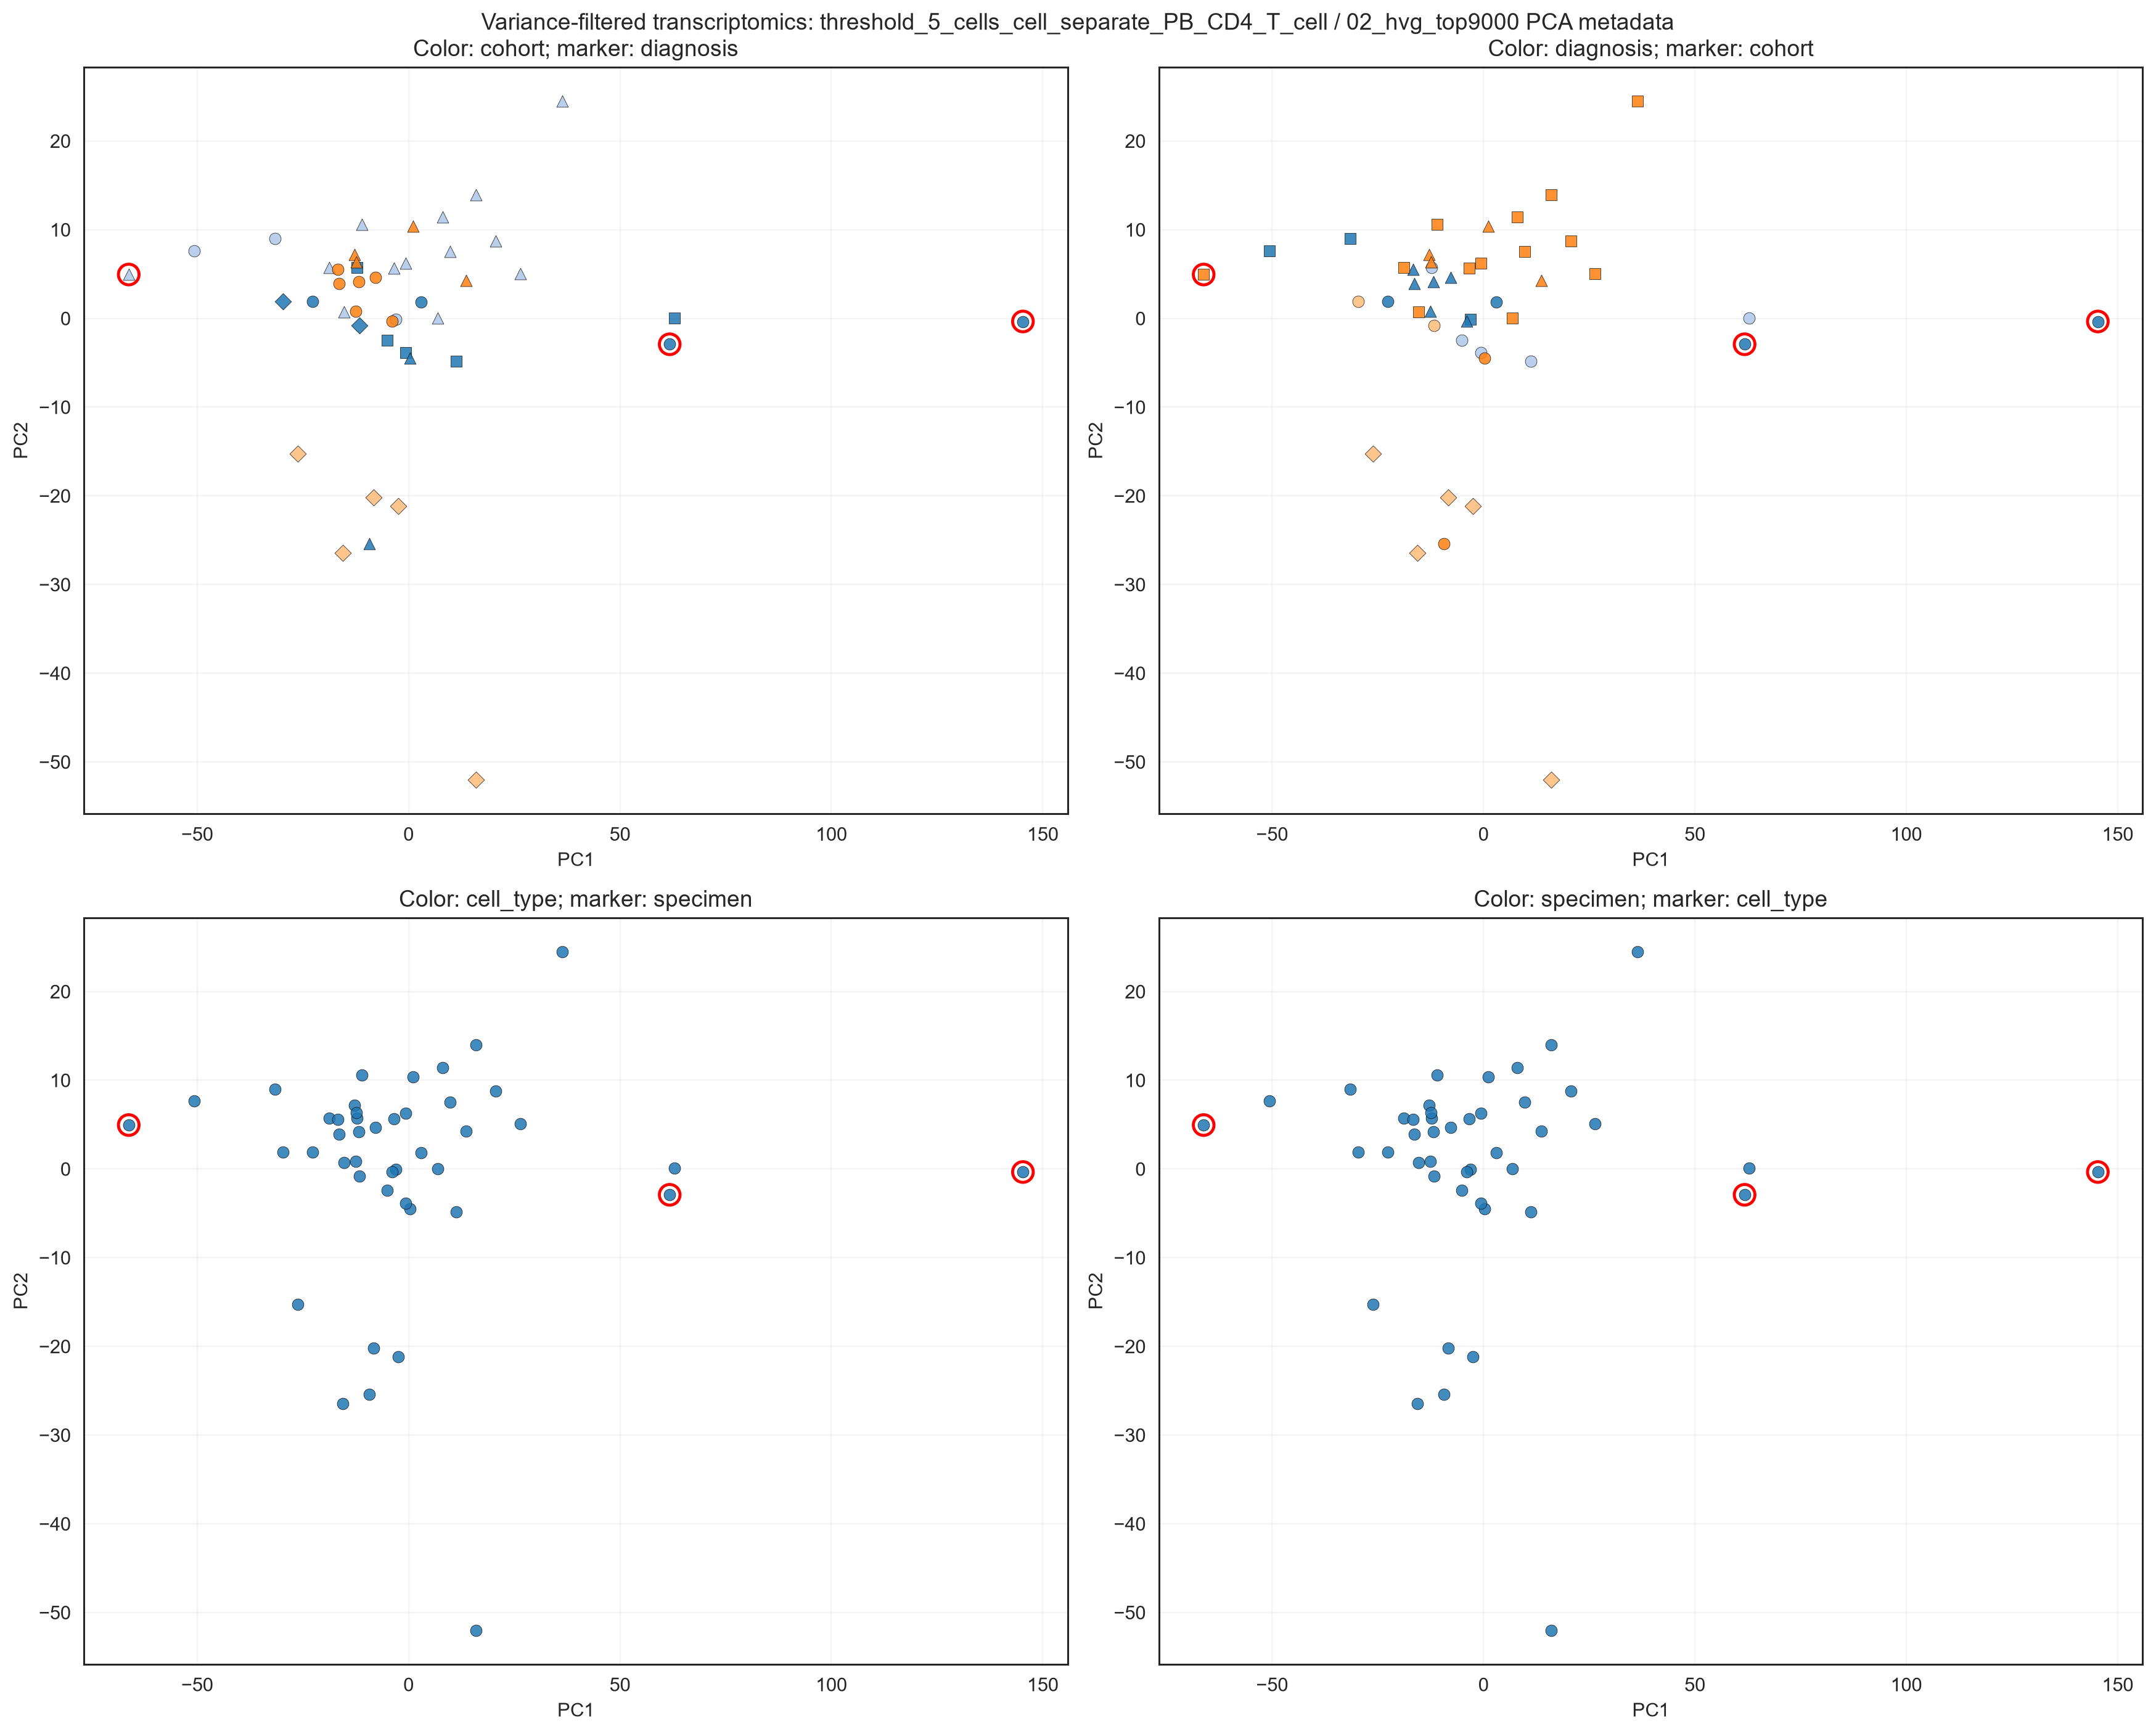 Variance-filtered transcriptomics: threshold_5_cells_cell_separate_PB_CD4_T_cell / 02_hvg_top9000 PCA metadata
Color: cohort; marker: diagnosis
20
10
0
−10
−20
−30
−40
−50
PC2
−50 0 50 100 150
PC1
Color: diagnosis; marker: cohort
20
10
0
−10
−20
−30
−40
−50
PC2
−50 0 50 100 150
PC1
Color: cell_type; marker: specimen
20
10
0
−10
−20
−30
−40
−50
PC2
−50 0 50 100 150
PC1
Color: specimen; marker: cell_type
20
10
0
−10
−20
−30
−40
−50
PC2
−50 0 50 100 150
PC1